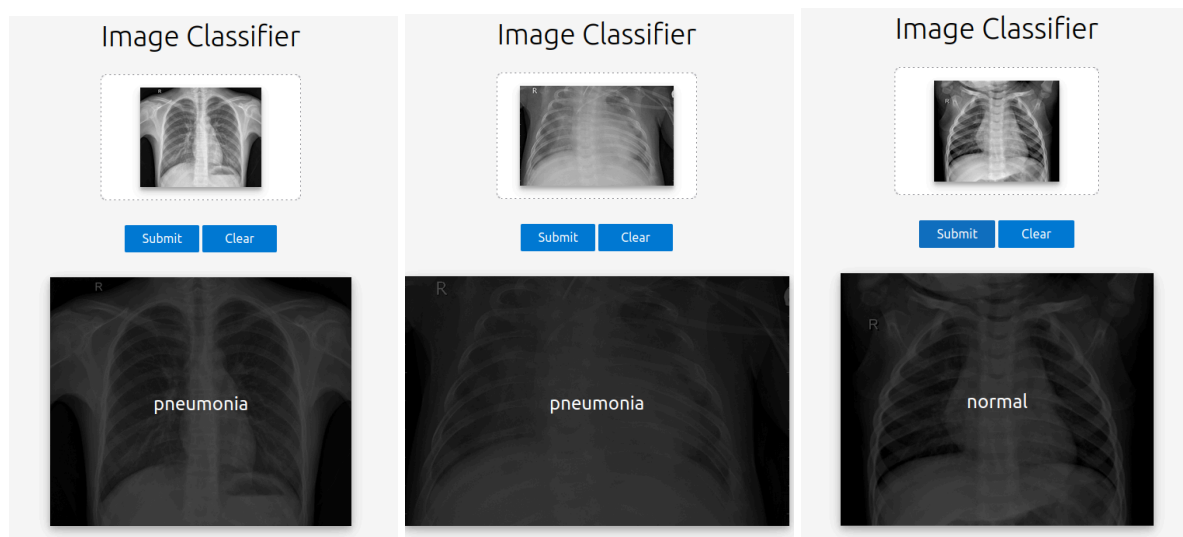 Image Classifier
R
Submit Clear
R
pneumonia
Image Classifier
R
Submit Clear
R
pneumonia
Image Classifier
R
Submit Clear
R
normal